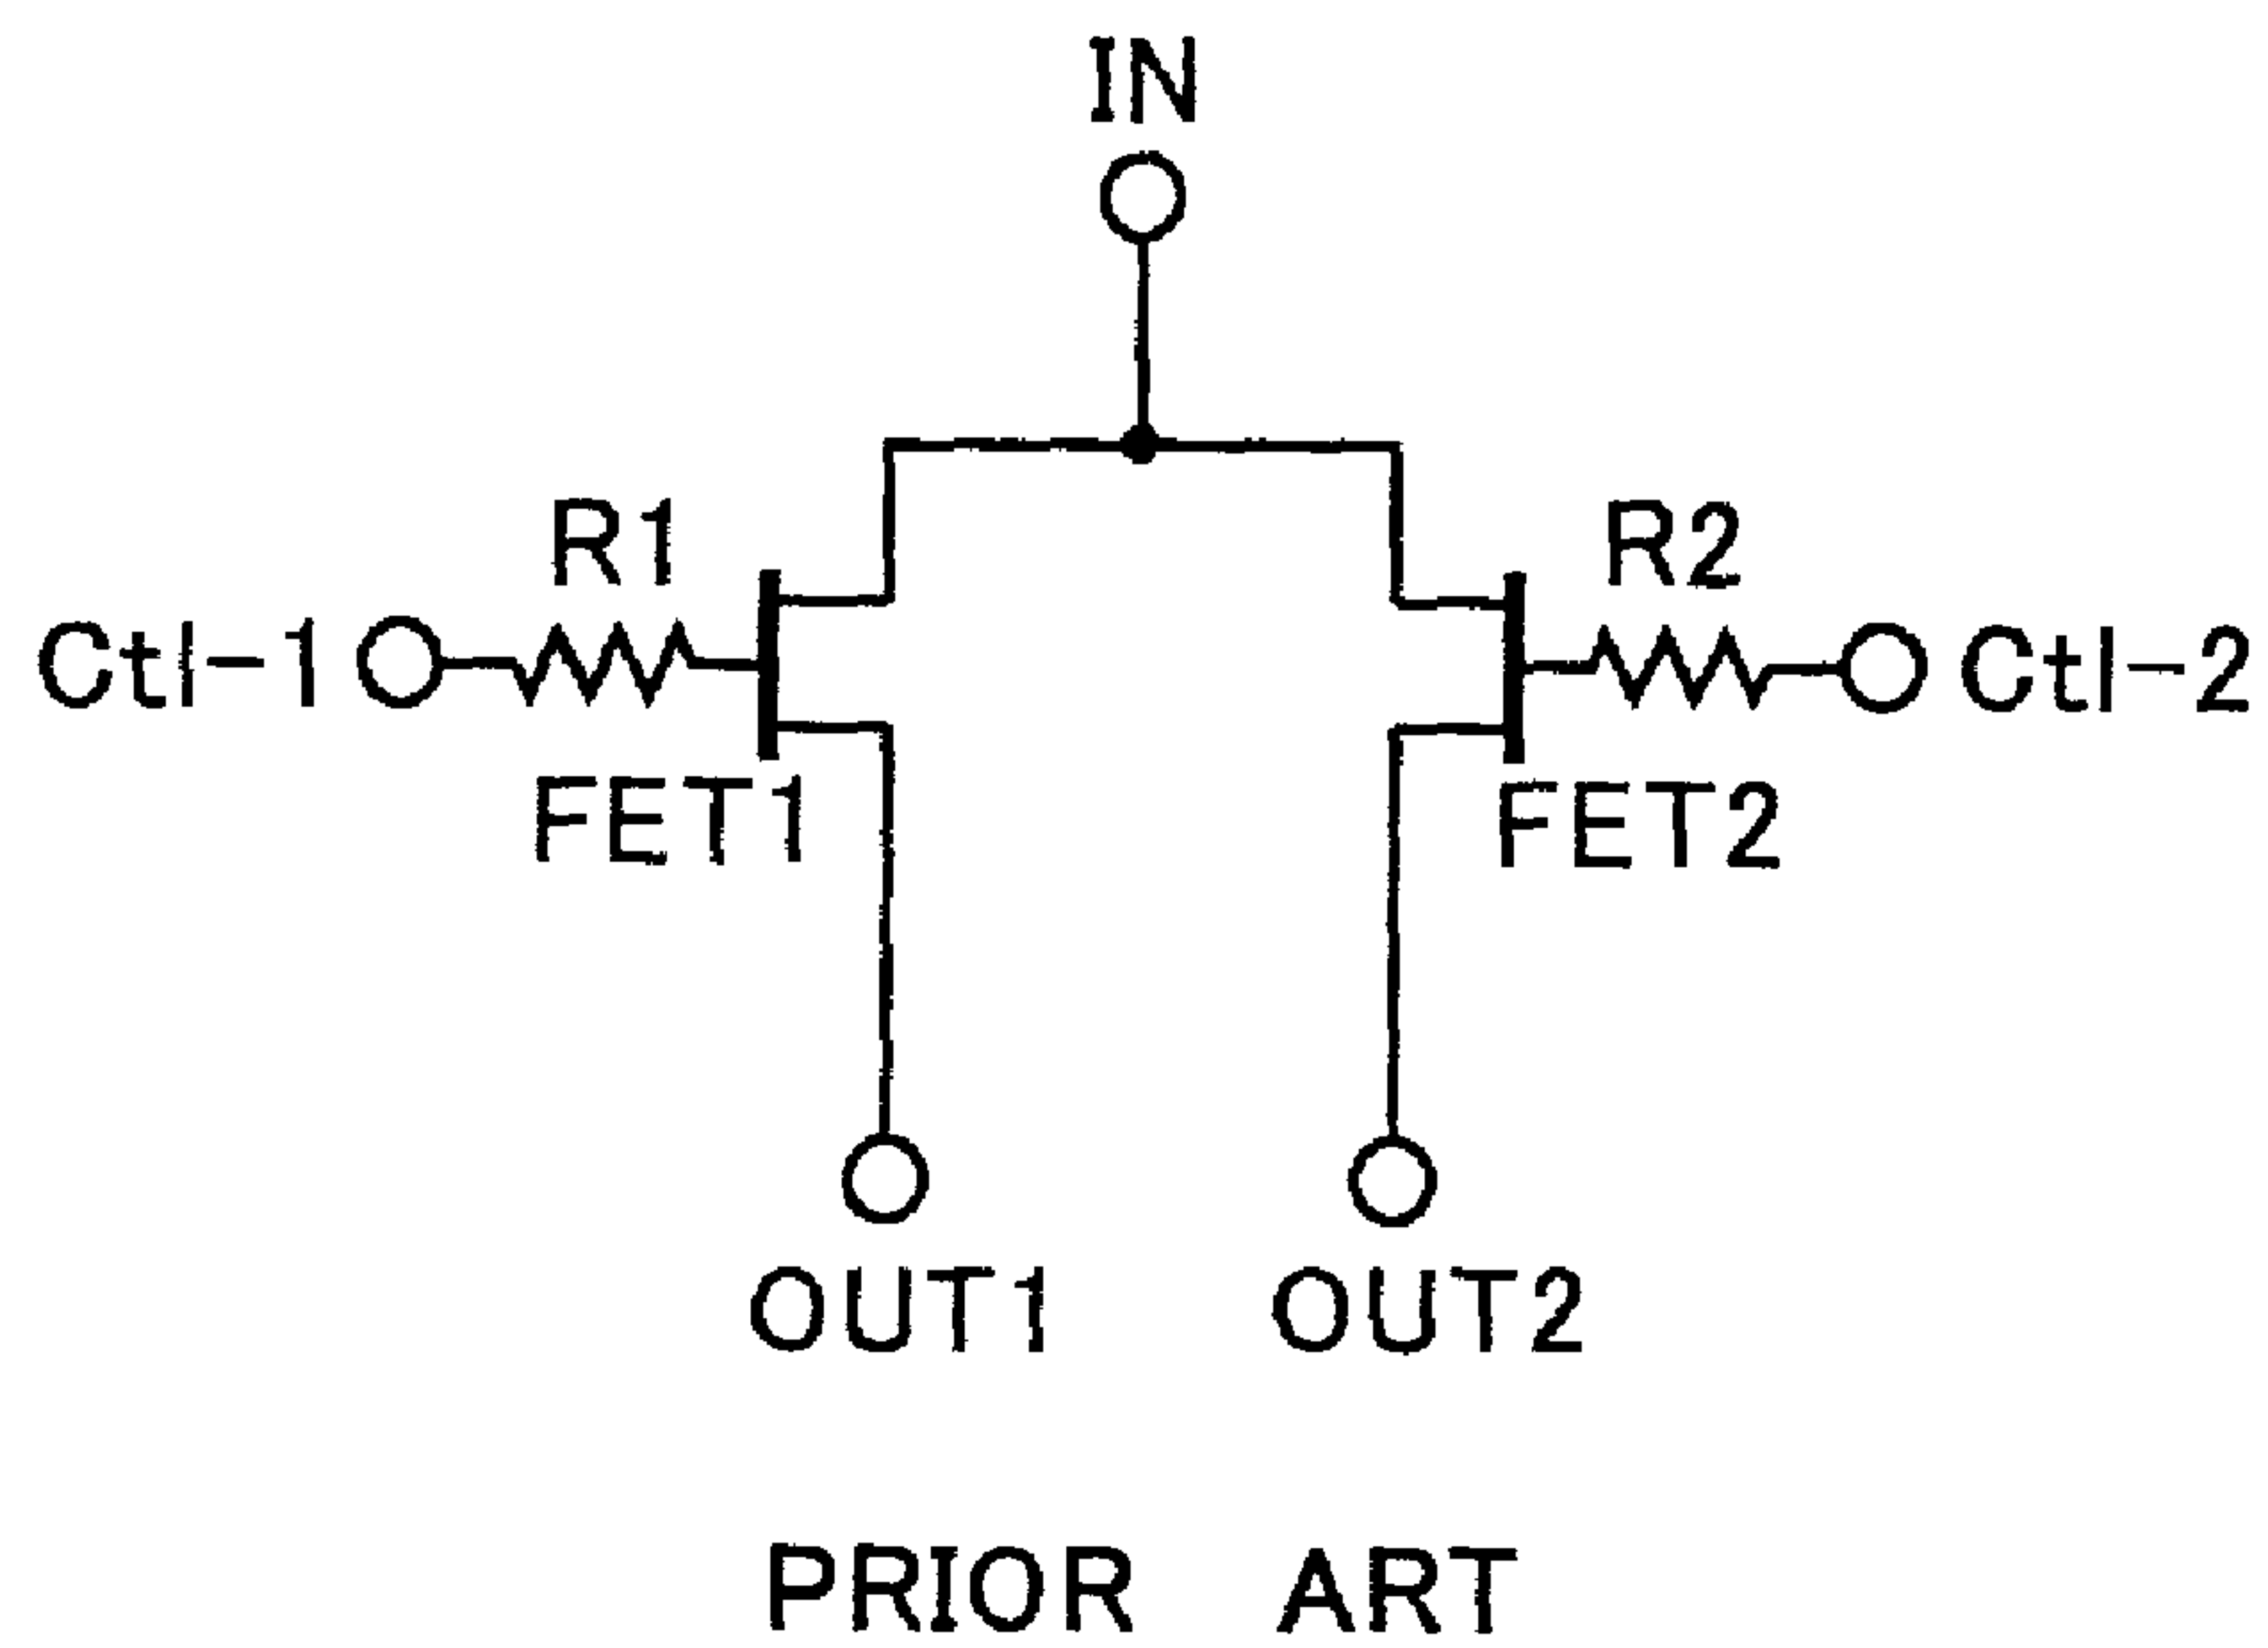 IN
R1
R2
Ctl-1
Ctl-2
FET1
FET2
OUT1
OUT2
PRIOR ART